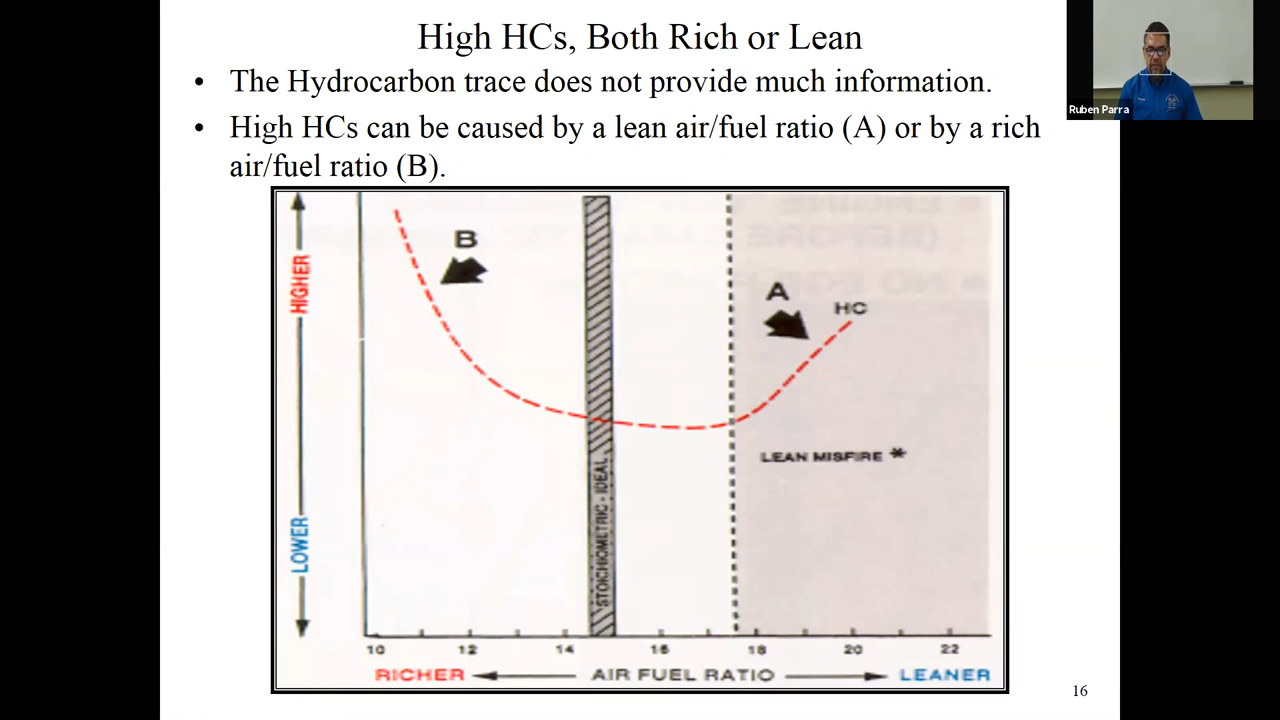 High HCs, Both Rich or Lean
• The Hydrocarbon trace does not provide much information.
• High HCs can be caused by a lean air/fuel ratio (A) or by a rich
air/fuel ratio (B).
Ruben Parra
HIGHER
LOWER
B
A
HC
LEAN MISFIRE *
STOICHIOMETRIC - IDEAL
10 12 14 16 18 20 22
RICHER AIR FUEL RATIO LEANER
16